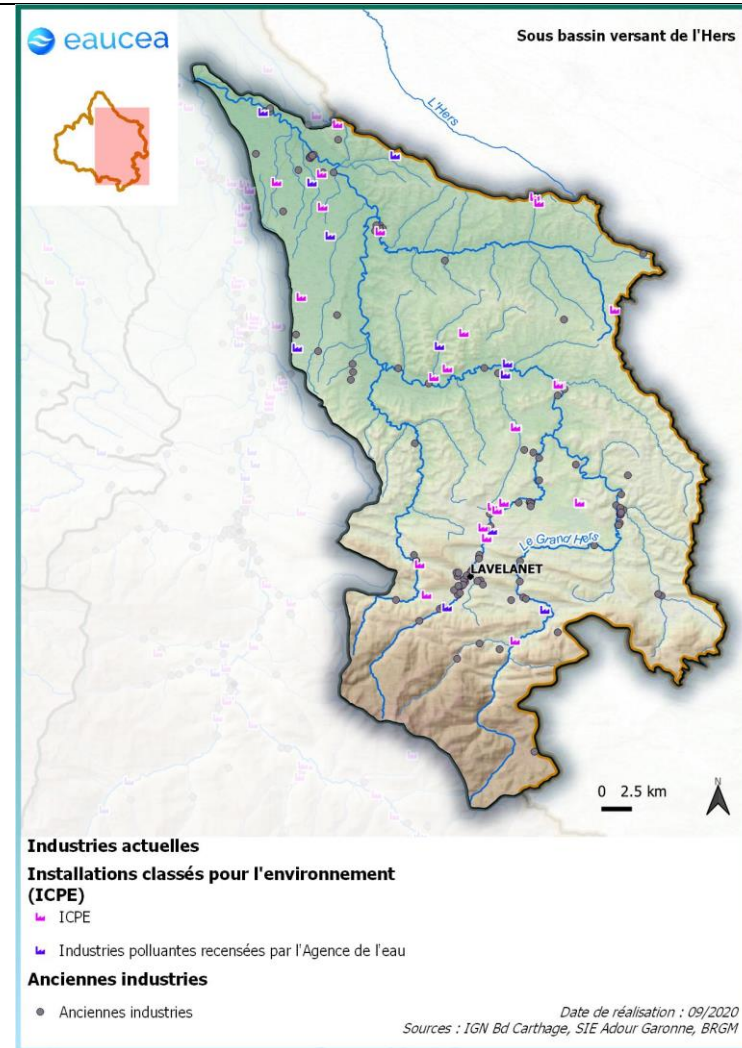 eaucea
Sous bassin versant de l'Hers
L'Hers
Le Grand Hers
LAVELANET
0 2.5 km
N
Industries actuelles
Installations classés pour l'environnement
(ICPE)
ICPE
Industries polluantes recensées par l'Agence de l'eau
Anciennes industries
Anciennes industries
Date de réalisation : 09/2020
Sources : IGN Bd Carthage, SIE Adour Garonne, BRGM